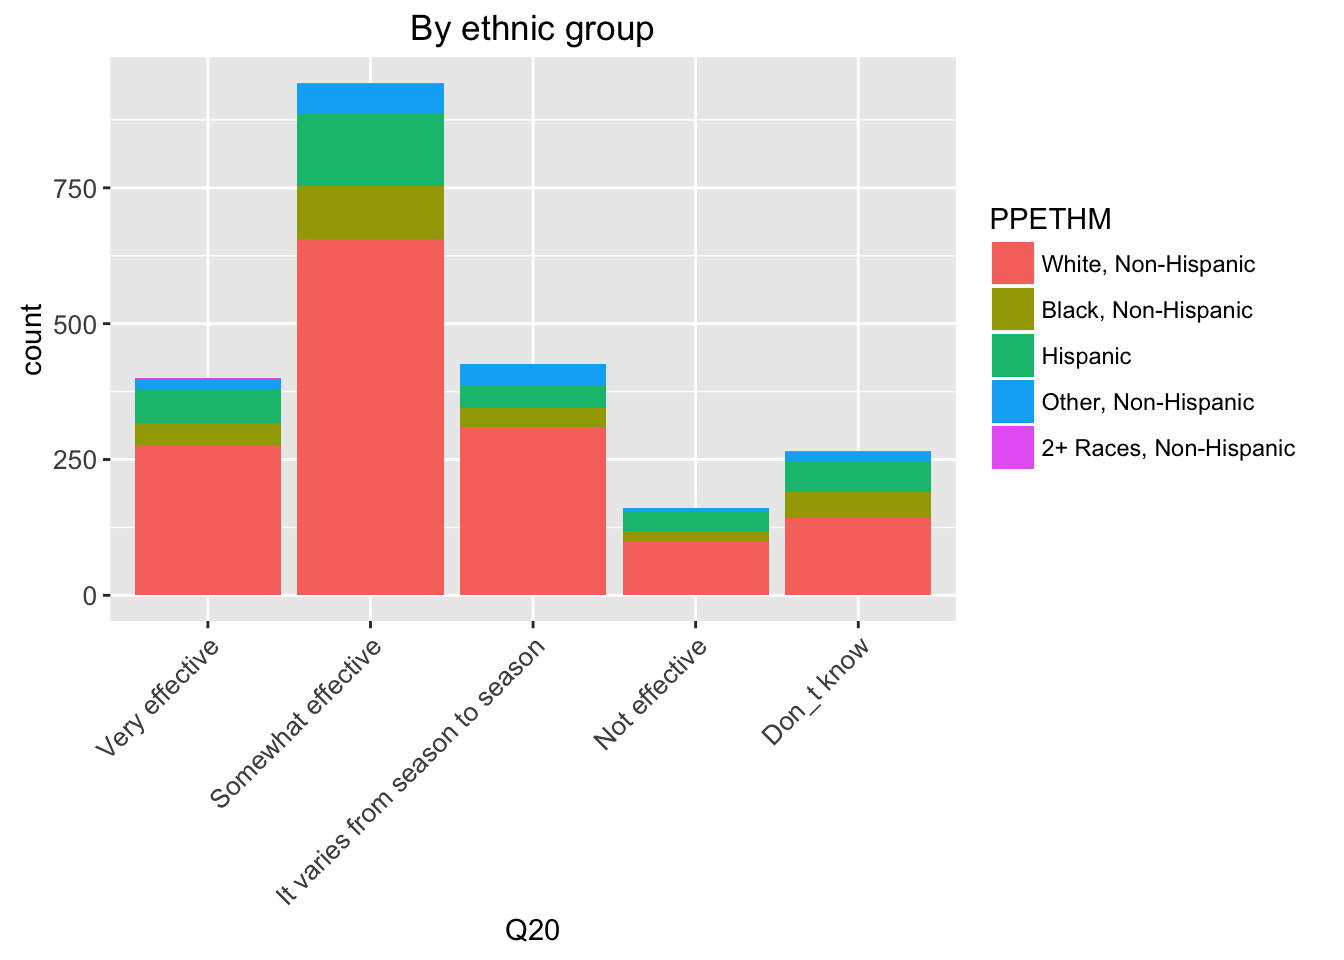 By ethnic group
count
750
500
250
0
Very effective
Somewhat effective
It varies from season to season
Not effective
Don_t know
Q20
PPETHM
White, Non-Hispanic
Black, Non-Hispanic
Hispanic
Other, Non-Hispanic
2+ Races, Non-Hispanic